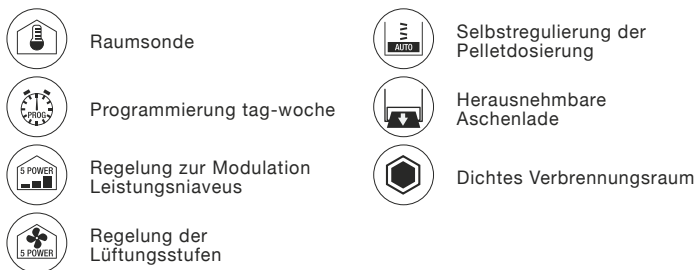 Raumsonde
PROG
Programmierung tag-woche
5 POWER
Regelung zur Modulation
Leistungsniaveus
5 POWER
Regelung der
Lüftungsstufen
AUTO
Selbstregulierung der
Pelletdosierung
Herausnehmbare
Aschenlade
Dichtes Verbrennungsraum